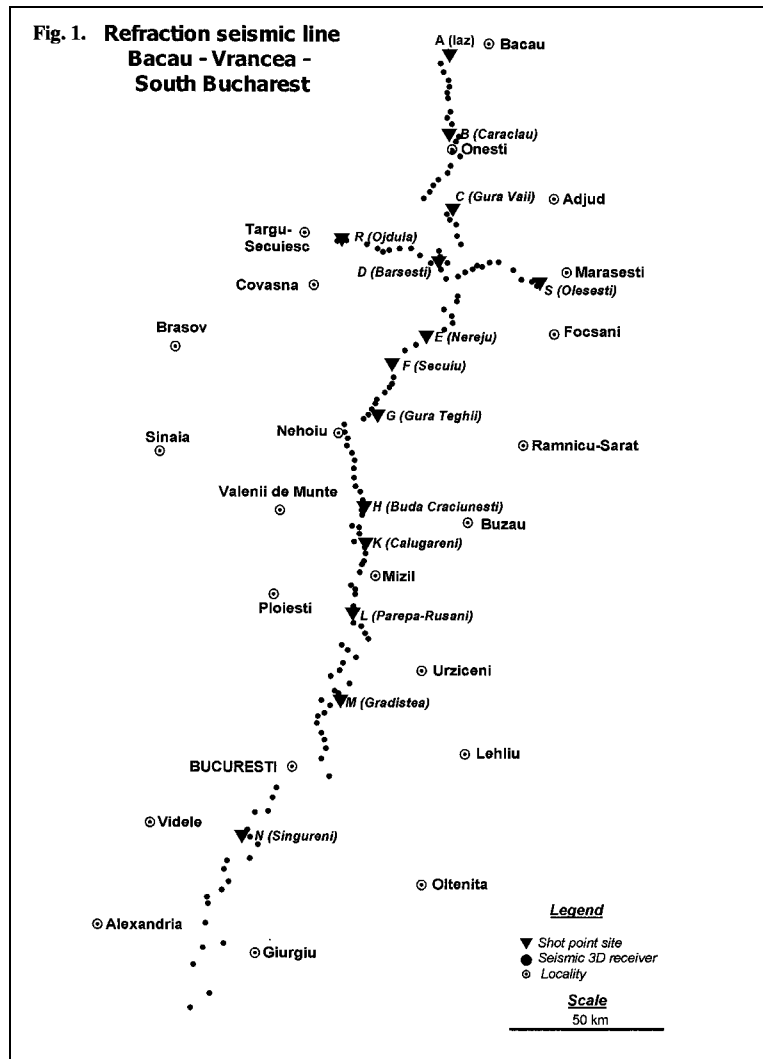 Fig. 1. Refraction seismic line
Bacau - Vrancea -
South Bucharest
A (Iaz)
Bacau
B (Caraclau)
Onesti
C (Gura Vaii)
Adjud
Targu-
Secuiesc
R (Ojdula)
D (Barsesti)
Marasesti
S (Olesesti)
Covasna
Brasov
E (Nereju)
Focsani
F (Secuiu)
G (Gura Teghii)
Nehoiu
Sinaia
Ramnicu-Sarat
Valenii de Munte
H (Buda Craciunesti)
Buzau
K (Calugareni)
Mizil
Ploiesti
L (Parepa-Rusani)
Urziceni
M (Gradistea)
Lehliu
BUCURESTI
Videle
N (Singureni)
Oltenita
Alexandria
Giurgiu
Legend
Shot point site
Seismic 3D receiver
Locality
Scale
50 km